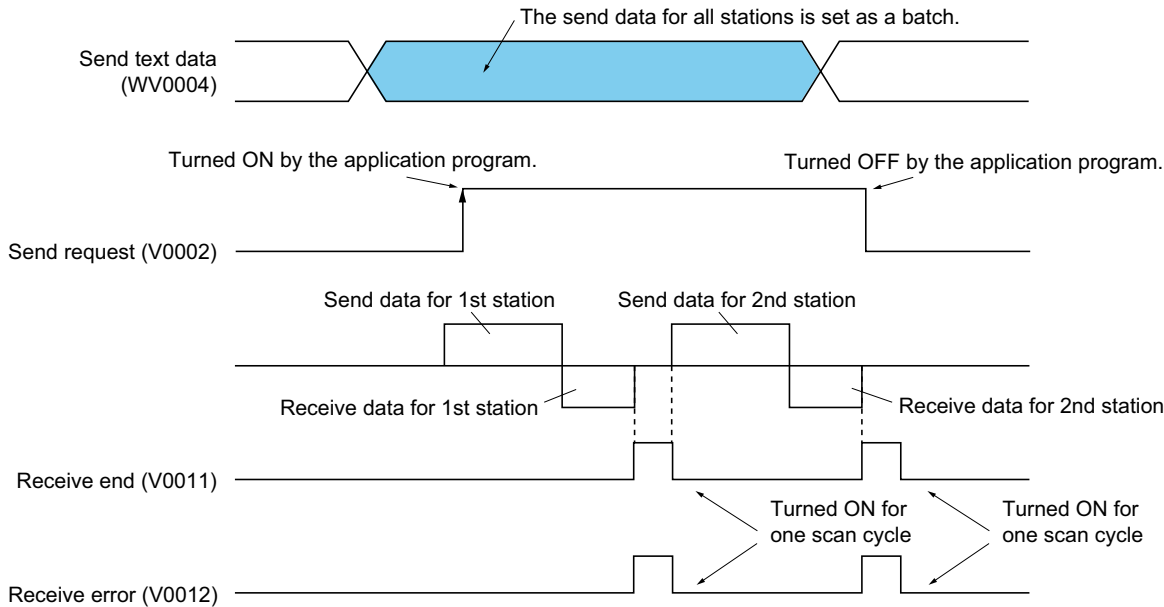 The send data for all stations is set as a batch.
Send text data
(WV0004)
Turned ON by the application program.
Turned OFF by the application program.
Send request (V0002)
Send data for 1st station
Send data for 2nd station
Receive data for 1st station
Receive data for 2nd station
Receive end (V0011)
Turned ON for
one scan cycle
Turned ON for
one scan cycle
Receive error (V0012)